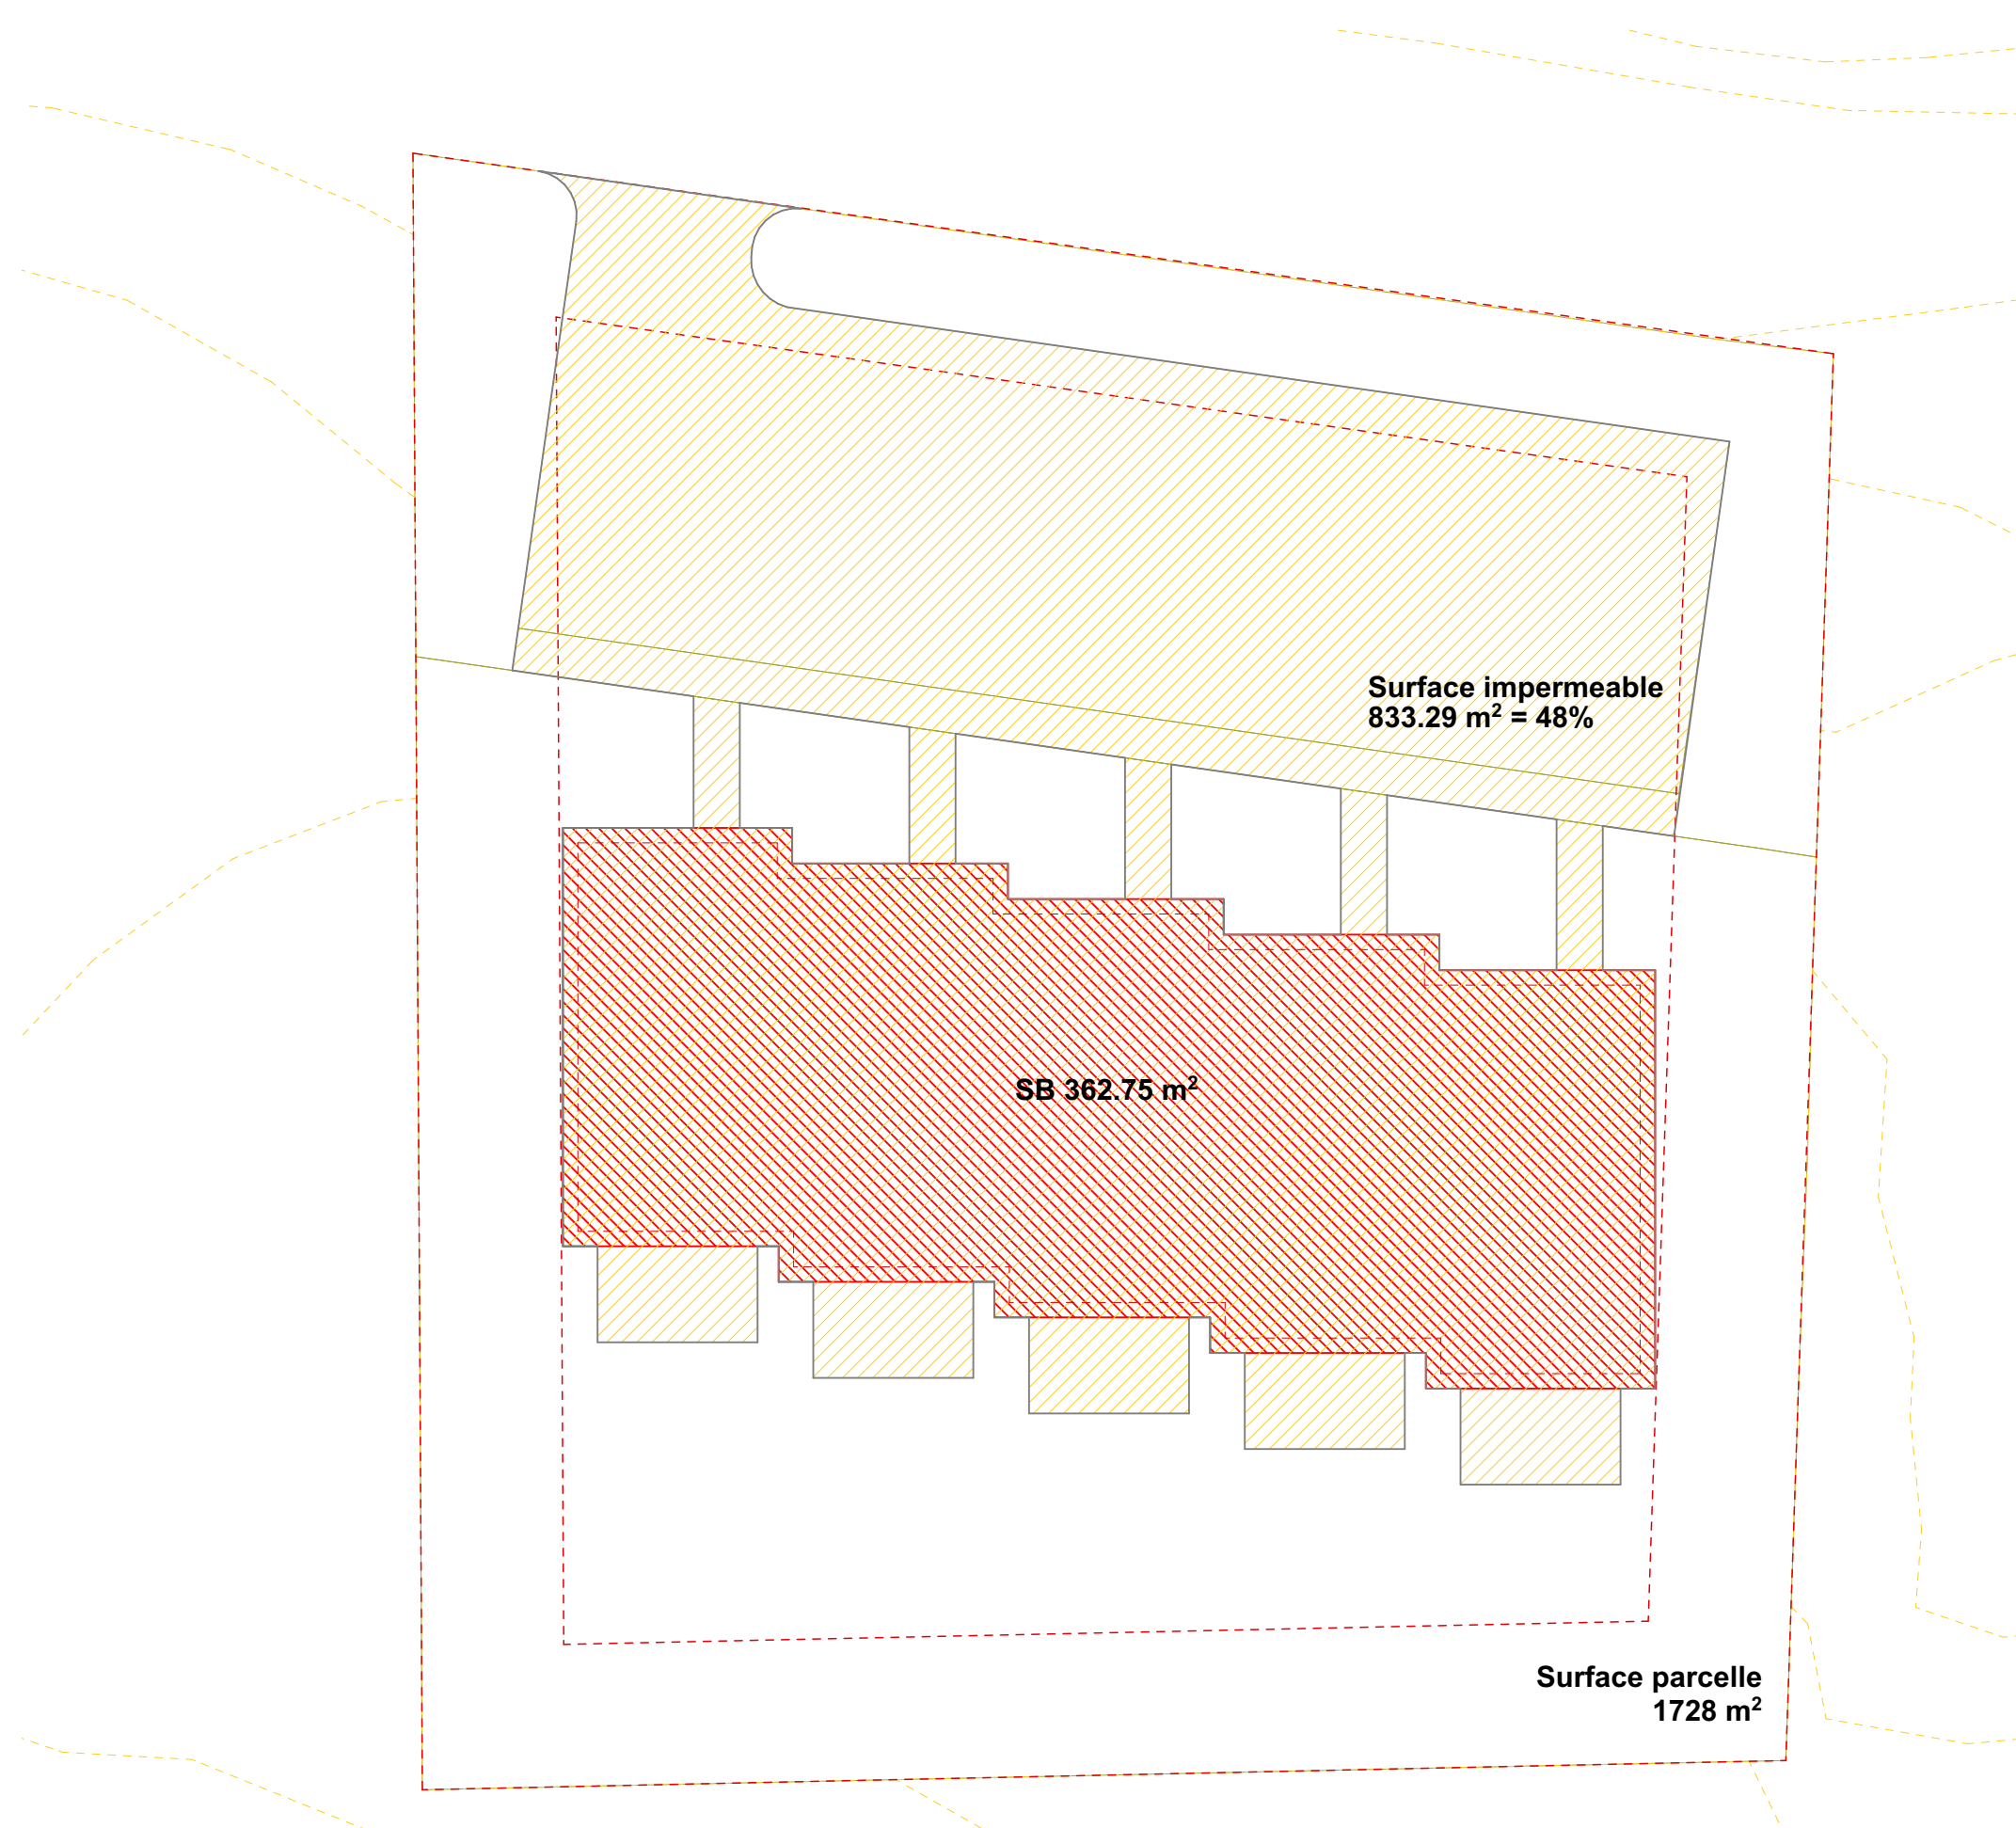 Surface impermeable
833.29 m² = 48%
SB 362.75 m²
Surface parcelle
1728 m²